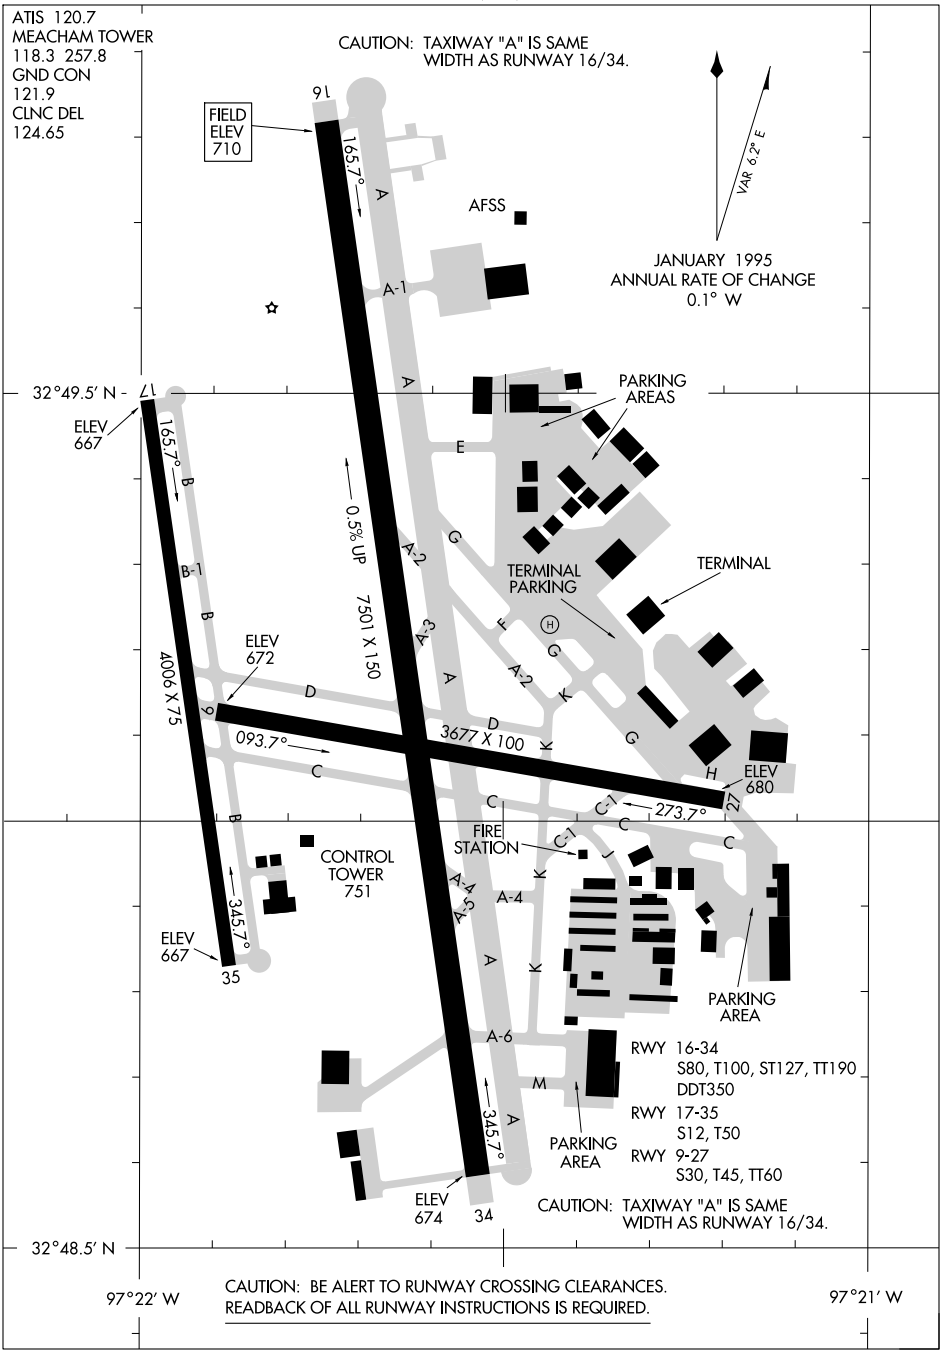 ATIS 120.7
MEACHAM TOWER
118.3 257.8
GND CON
121.9
CLNC DEL
124.65
CAUTION: TAXIWAY "A" IS SAME
WIDTH AS RUNWAY 16/34.
16
FIELD
ELEV
710
165.7°
A
VAR 6.2° E
AFSS
JANUARY 1995
ANNUAL RATE OF CHANGE
0.1° W
A-1
32°49.5' N
17
ELEV
667
165.7°
B
A
PARKING
AREAS
E
0.5% UP
G
A-2
B-1
TERMINAL
PARKING
TERMINAL
B
7501 X 150
H
F
A-3
G
ELEV
672
4006 X 75
A
A-2
D
K
9
D
093.7°
3677 X 100
K
G
C
H
ELEV
680
27
C
C-1
273.7°
B
FIRE
STATION
C-1
C
C
J
CONTROL
TOWER
751
K
A-4
A-4
A-5
345.7°
ELEV
667
35
A
K
PARKING
AREA
A-6
RWY 16-34
S80, T100, ST127, TT190
DDT350
RWY 17-35
S12, T50
RWY 9-27
S30, T45, TT60
M
345.7°
A
PARKING
AREA
ELEV
674
34
CAUTION: TAXIWAY "A" IS SAME
WIDTH AS RUNWAY 16/34.
32°48.5' N
97°22' W
CAUTION: BE ALERT TO RUNWAY CROSSING CLEARANCES.
READBACK OF ALL RUNWAY INSTRUCTIONS IS REQUIRED.
97°21' W